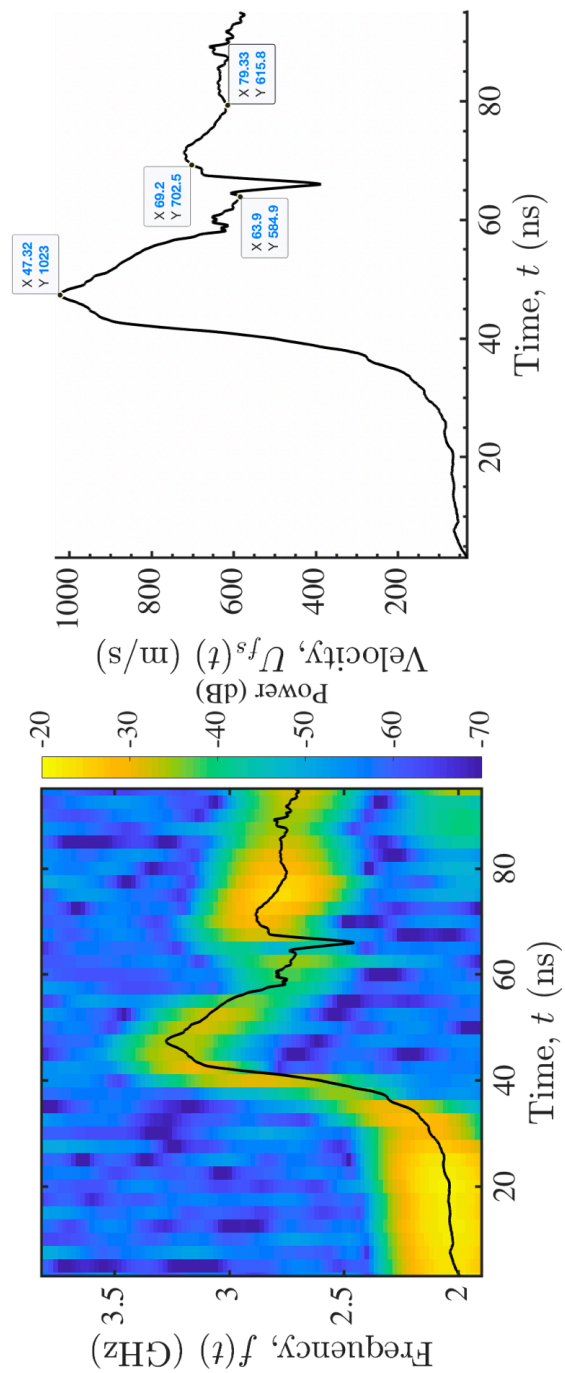 Power (dB)
-20
-30
-40
-50
-60
-70
3.5
3
2.5
2
20
40
60
80
Frequency, f(t) (GHz)
Time, t (ns)
1000
800
600
400
200
20
40
60
80
Velocity, U_fs(t) (m/s)
Time, t (ns)
X 47.32
Y 1023
X 69.2
Y 702.5
X 63.9
Y 584.9
X 79.33
Y 615.8